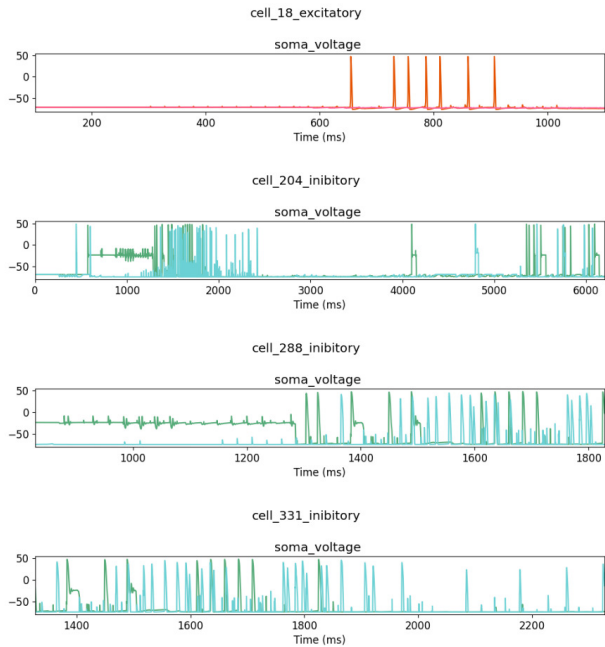 cell_18_excitatory
soma_voltage
50
0
−50
200 400 600 800 1000
Time (ms)
cell_204_inibitory
soma_voltage
50
0
−50
0 1000 2000 3000 4000 5000 6000
Time (ms)
cell_288_inibitory
soma_voltage
50
0
−50
1000 1200 1400 1600 1800
Time (ms)
cell_331_inibitory
soma_voltage
50
0
−50
1400 1600 1800 2000 2200
Time (ms)